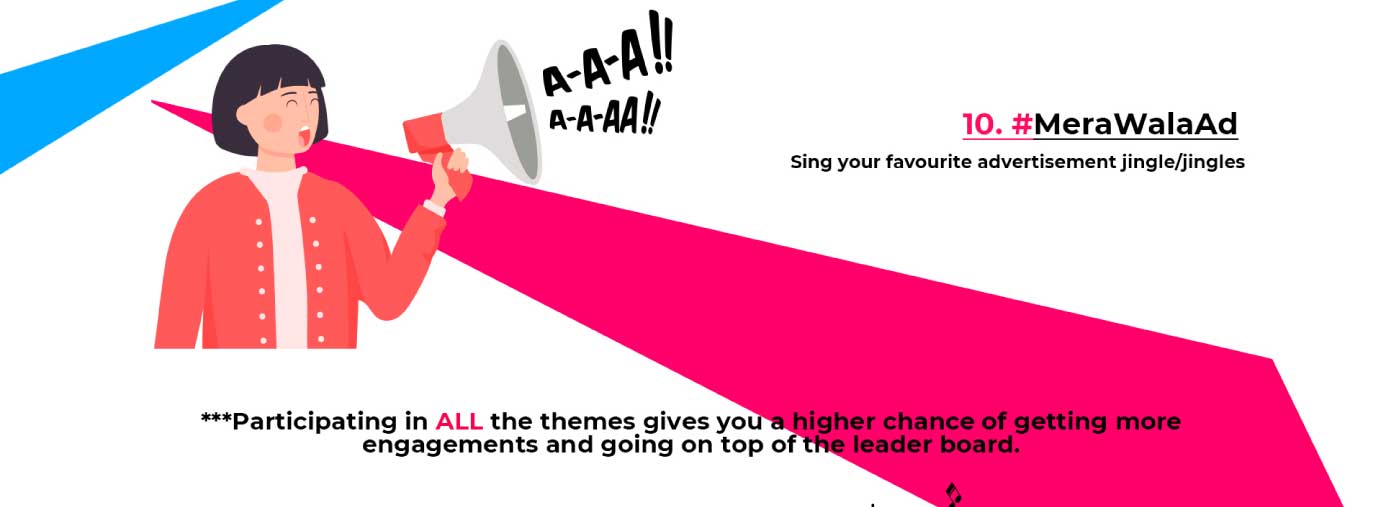 A-A-A!!
A-A-AA!!
10. #MeraWalaAd
Sing your favourite advertisement jingle/jingles
***Participating in ALL the themes gives you a higher chance of getting more
engagements and going on top of the leader board.